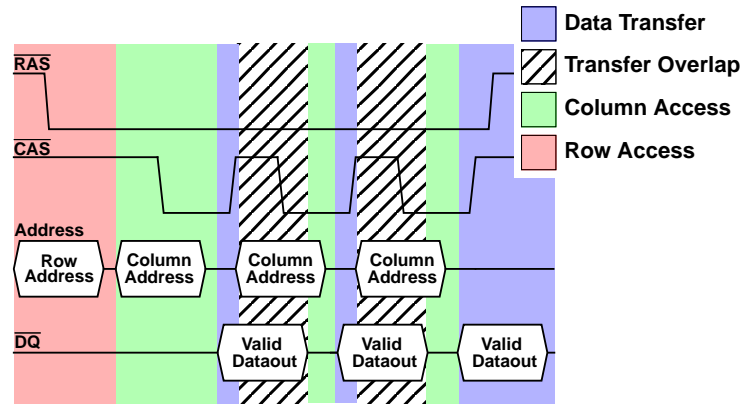 Data Transfer
Transfer Overlap
Column Access
Row Access
RAS
CAS
Address
Row
Address
Column
Address
Column
Address
Column
Address
DQ
Valid
Dataout
Valid
Dataout
Valid
Dataout